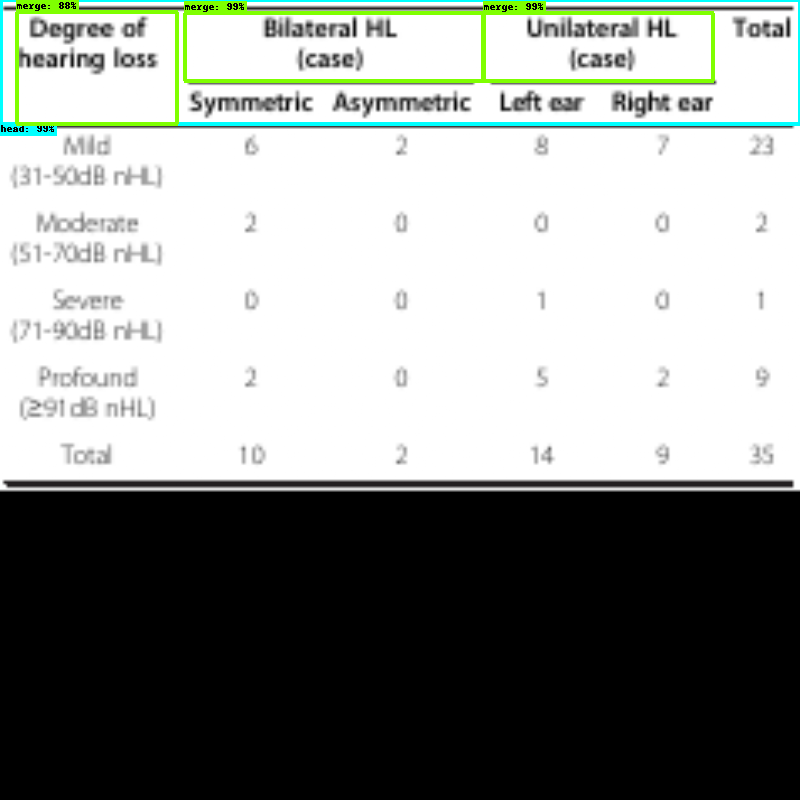 merge: 88% merge: 99% merge: 99%
Degree of Bilateral HL Unilateral HL Total
hearing loss (case) (case)
Symmetric Asymmetric Left ear Right ear
head: 99%
Mild 6 2 8 7 23
(31-50dB nHL)
Moderate 2 0 0 0 2
(51-70dB nHL)
Severe 0 0 1 0 1
(71-90dB nHL)
Profound 2 0 5 2 9
(≥91dB nHL)
Total 10 2 14 9 35